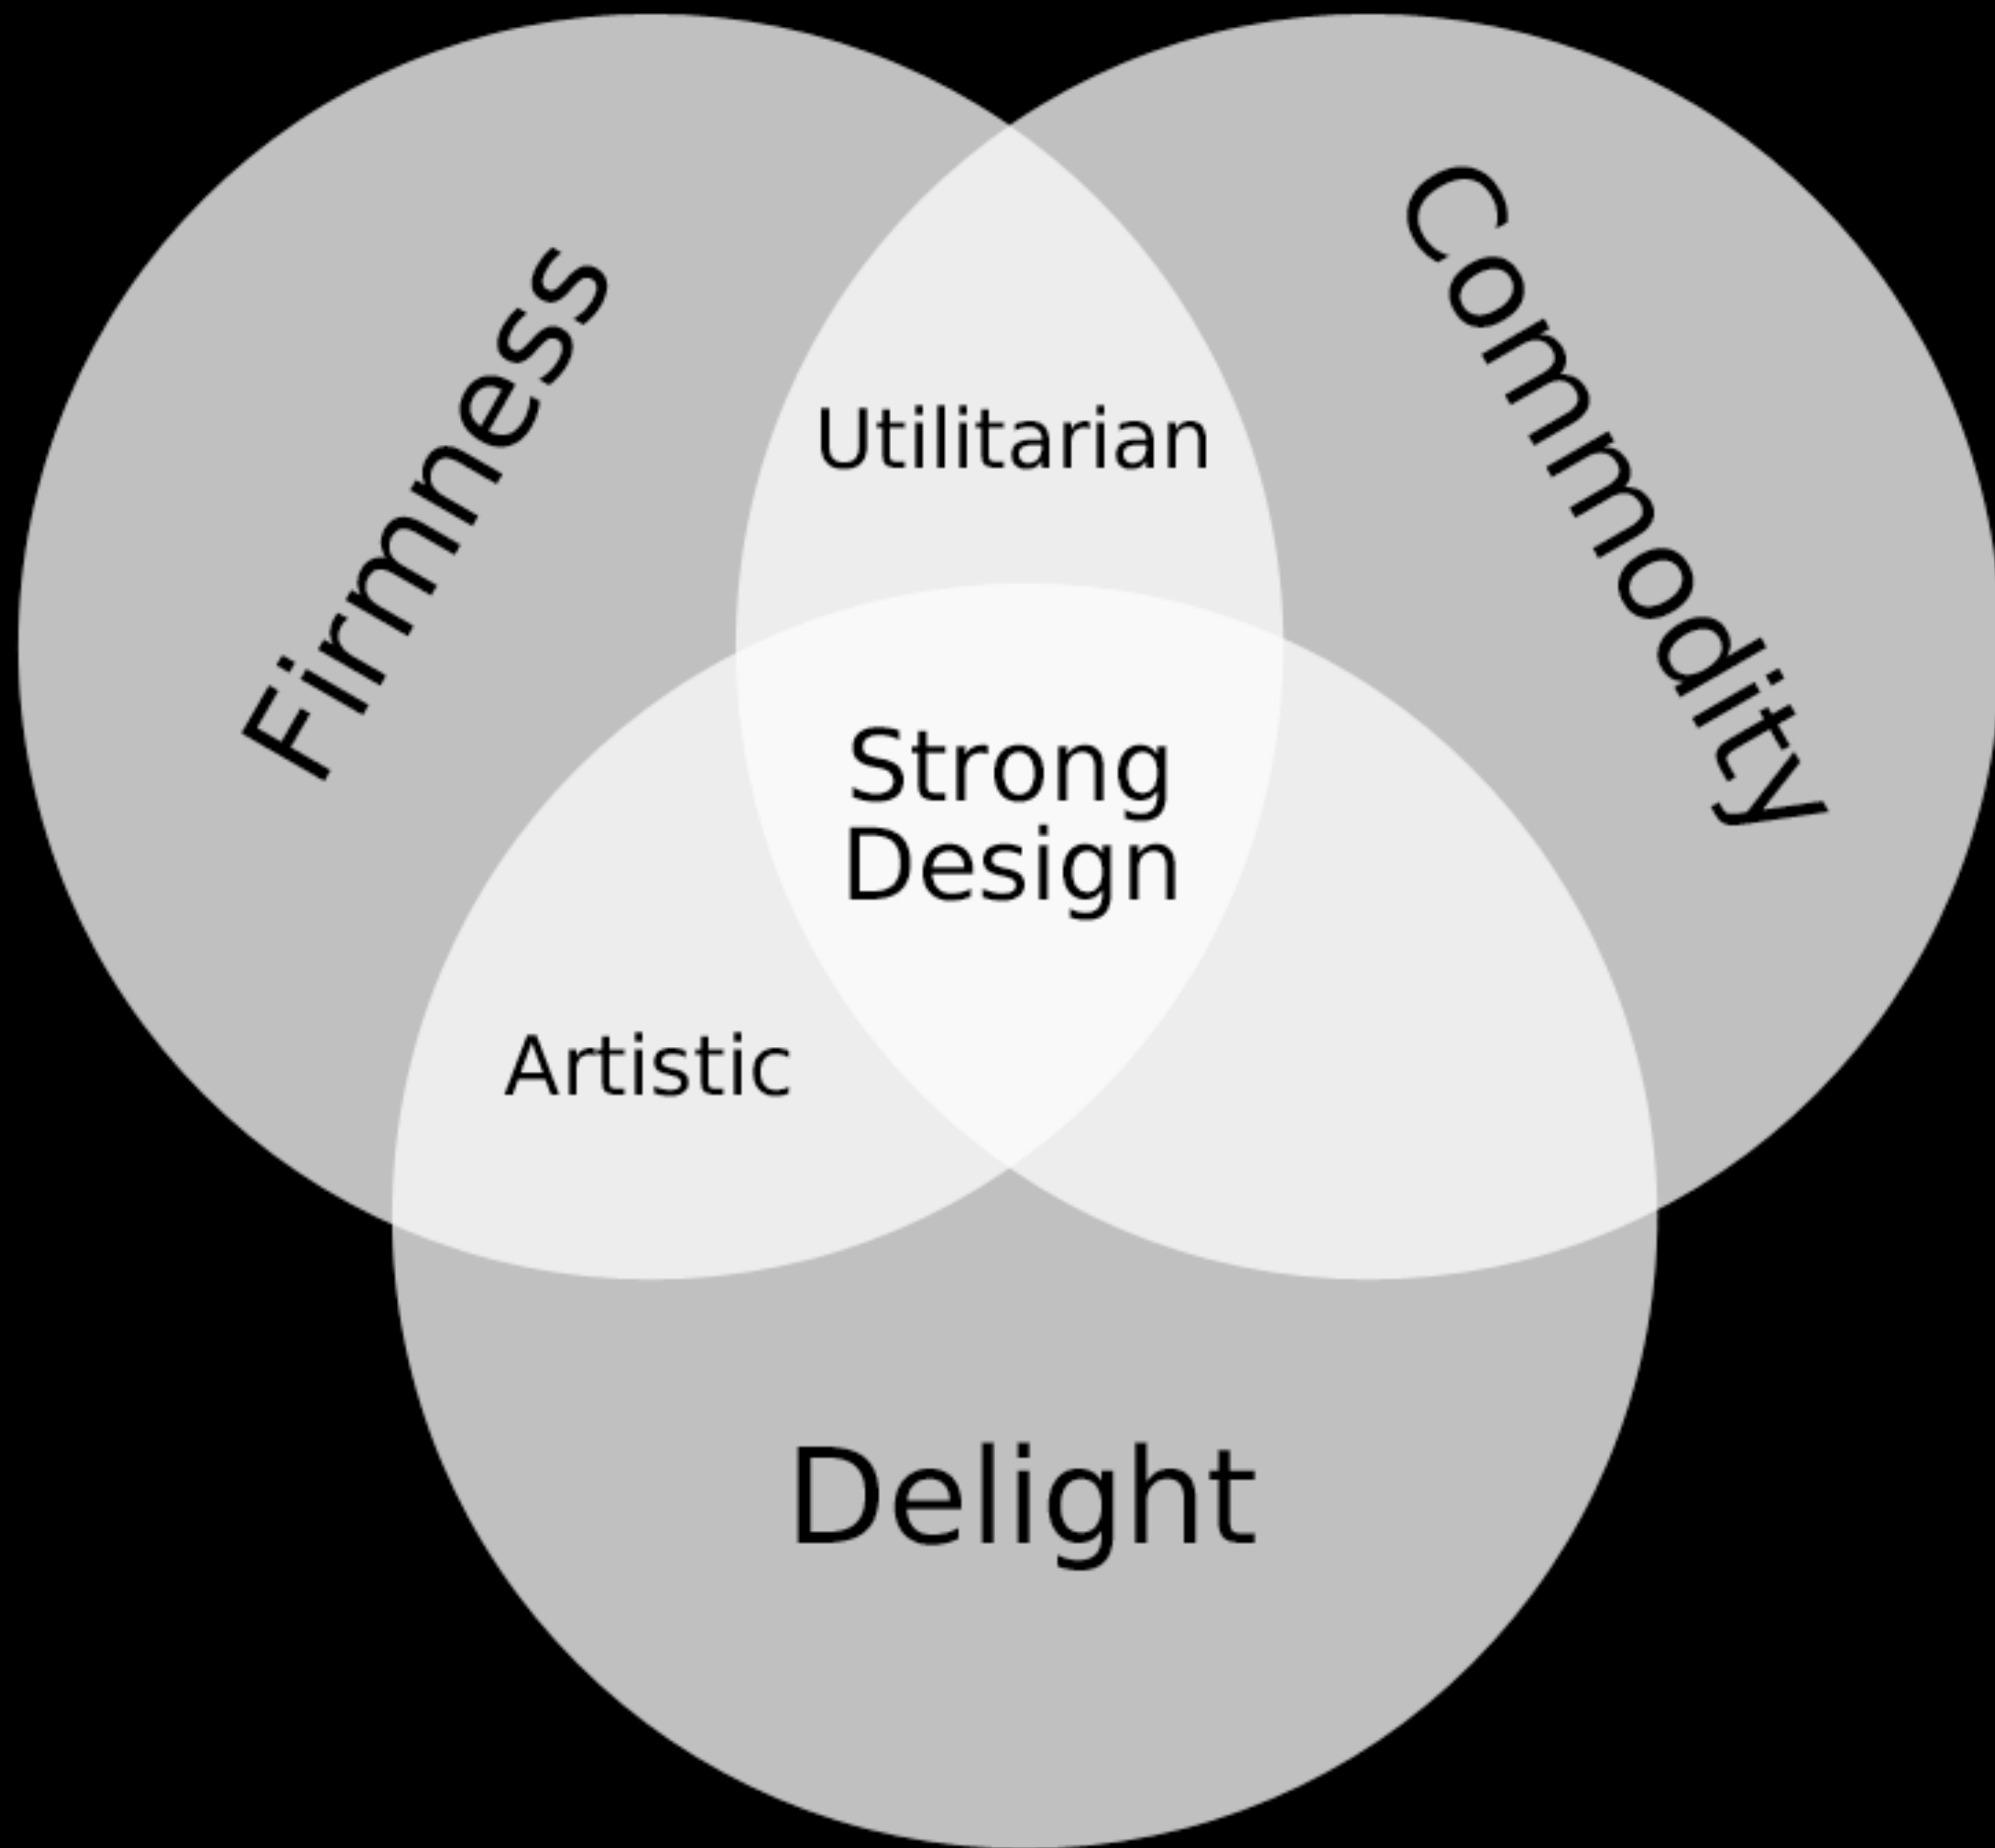 Firmness
Commodity
Utilitarian
Strong
Design
Artistic
Delight